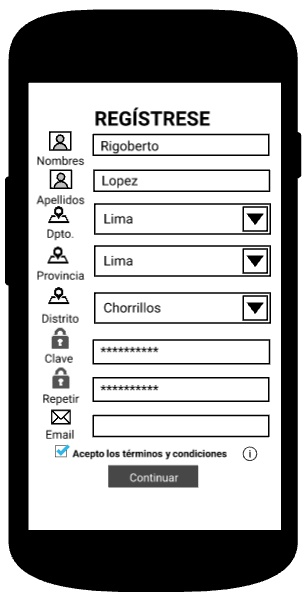 REGÍSTRESE
Nombres
Rigoberto
Apellidos
Lopez
Dpto.
Lima
Provincia
Lima
Distrito
Chorrillos
Clave
**********
Repetir
**********
Email
Acepto los términos y condiciones
Continuar